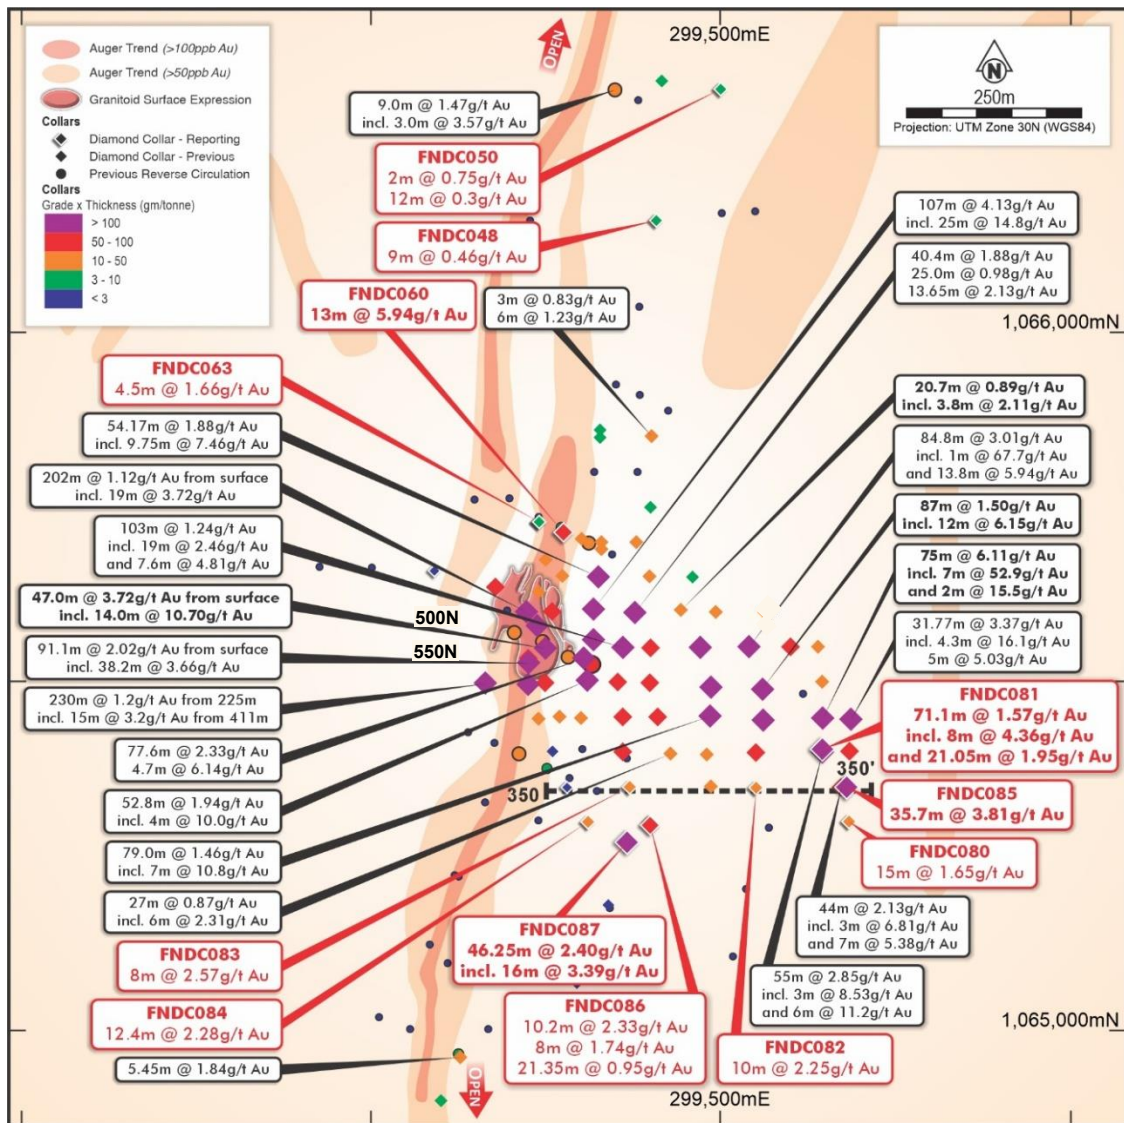 Auger Trend (>100ppb Au)
Auger Trend (>50ppb Au)
Granitoid Surface Expression
Collars
Diamond Collar - Reporting
Diamond Collar - Previous
Previous Reverse Circulation
Collars
Grade x Thickness (gm/tonne)
> 100
50 - 100
10 - 50
3 - 10
< 3
OPEN
299,500mE
N
250m
Projection: UTM Zone 30N (WGS84)
9.0m @ 1.47g/t Au
incl. 3.0m @ 3.57g/t Au
FNDC050
2m @ 0.75g/t Au
12m @ 0.3g/t Au
FNDC048
9m @ 0.46g/t Au
FNDC060
13m @ 5.94g/t Au
3m @ 0.83g/t Au
6m @ 1.23g/t Au
107m @ 4.13g/t Au
incl. 25m @ 14.8g/t Au
40.4m @ 1.88g/t Au
25.0m @ 0.98g/t Au
13.65m @ 2.13g/t Au
1,066,000mN
FNDC063
4.5m @ 1.66g/t Au
54.17m @ 1.88g/t Au
incl. 9.75m @ 7.46g/t Au
202m @ 1.12g/t Au from surface
incl. 19m @ 3.72g/t Au
103m @ 1.24g/t Au
incl. 19m @ 2.46g/t Au
and 7.6m @ 4.81g/t Au
47.0m @ 3.72g/t Au from surface
incl. 14.0m @ 10.70g/t Au
91.1m @ 2.02g/t Au from surface
incl. 38.2m @ 3.66g/t Au
230m @ 1.2g/t Au from 225m
incl. 15m @ 3.2g/t Au from 411m
77.6m @ 2.33g/t Au
4.7m @ 6.14g/t Au
52.8m @ 1.94g/t Au
incl. 4m @ 10.0g/t Au
79.0m @ 1.46g/t Au
incl. 7m @ 10.8g/t Au
27m @ 0.87g/t Au
incl. 6m @ 2.31g/t Au
FNDC083
8m @ 2.57g/t Au
FNDC084
12.4m @ 2.28g/t Au
5.45m @ 1.84g/t Au
500N
550N
20.7m @ 0.89g/t Au
incl. 3.8m @ 2.11g/t Au
84.8m @ 3.01g/t Au
incl. 1m @ 67.7g/t Au
and 13.8m @ 5.94g/t Au
87m @ 1.50g/t Au
incl. 12m @ 6.15g/t Au
75m @ 6.11g/t Au
incl. 7m @ 52.9g/t Au
and 2m @ 15.5g/t Au
31.77m @ 3.37g/t Au
incl. 4.3m @ 16.1g/t Au
5m @ 5.03g/t Au
FNDC081
71.1m @ 1.57g/t Au
incl. 8m @ 4.36g/t Au
and 21.05m @ 1.95g/t Au
350
350'
FNDC085
35.7m @ 3.81g/t Au
FNDC080
15m @ 1.65g/t Au
44m @ 2.13g/t Au
incl. 3m @ 6.81g/t Au
and 7m @ 5.38g/t Au
55m @ 2.85g/t Au
incl. 3m @ 8.53g/t Au
and 6m @ 11.2g/t Au
FNDC087
46.25m @ 2.40g/t Au
incl. 16m @ 3.39g/t Au
FNDC086
10.2m @ 2.33g/t Au
8m @ 1.74g/t Au
21.35m @ 0.95g/t Au
FNDC082
10m @ 2.25g/t Au
1,065,000mN
OPEN
299,500mE